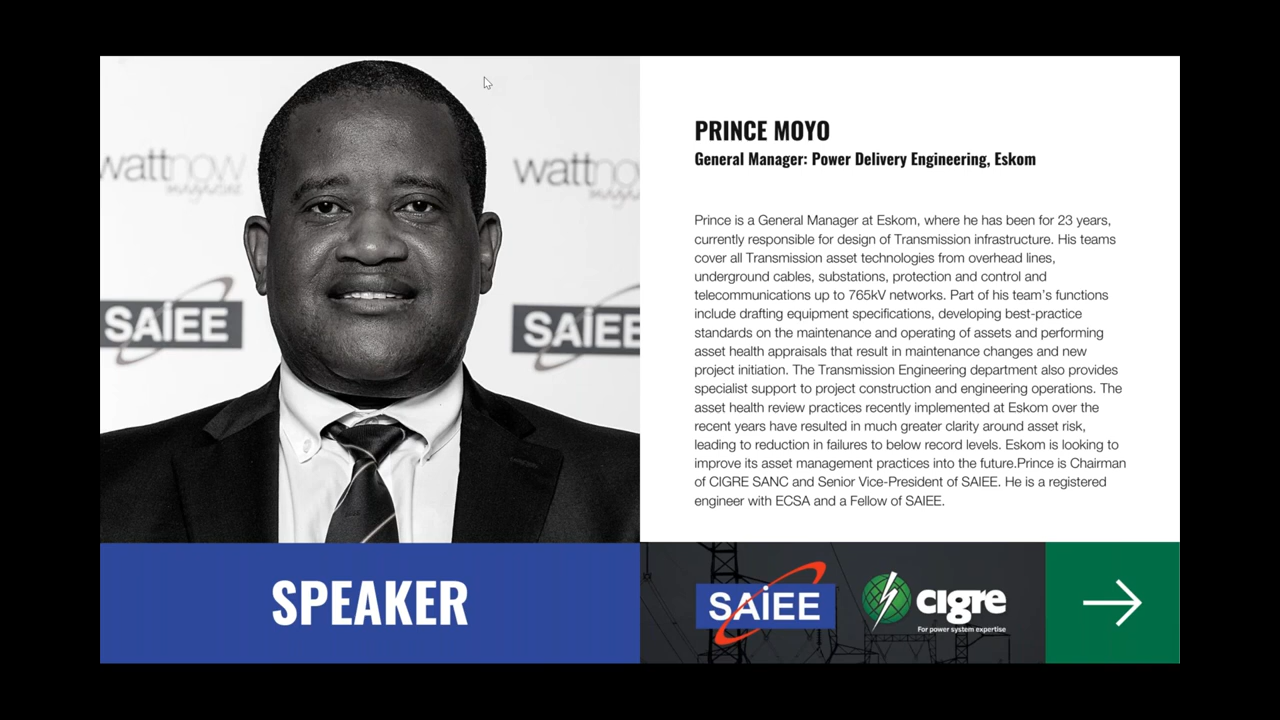 wattnow
magazine
wattnow
SAIEE
SAIEE
PRINCE MOYO
General Manager: Power Delivery Engineering, Eskom
Prince is a General Manager at Eskom, where he has been for 23 years,
currently responsible for design of Transmission infrastructure. His teams
cover all Transmission asset technologies from overhead lines,
underground cables, substations, protection and control and
telecommunications up to 765kV networks. Part of his team's functions
include drafting equipment specifications, developing best-practice
standards on the maintenance and operating of assets and performing
asset health appraisals that result in maintenance changes and new
project initiation. The Transmission Engineering department also provides
specialist support to project construction and engineering operations. The
asset health review practices recently implemented at Eskom over the
recent years have resulted in much greater clarity around asset risk,
leading to reduction in failures to below record levels. Eskom is looking to
improve its asset management practices into the future.Prince is Chairman
of CIGRE SANC and Senior Vice-President of SAIEE. He is a registered
engineer with ECSA and a Fellow of SAIEE.
SPEAKER
SAiEE
cigre
For power system expertise